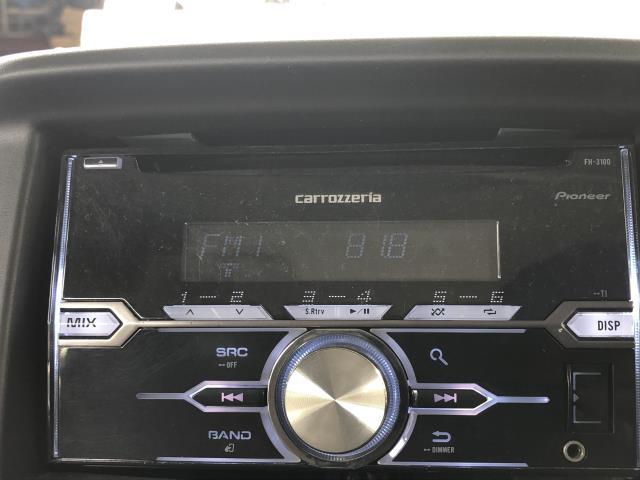 FH-3100
carrozzeria
Pioneer
FM1 81.8
1 2 3 4 5 6
S.Rtrv
TI
MIX
DISP
SRC
OFF
BAND
DIMMER